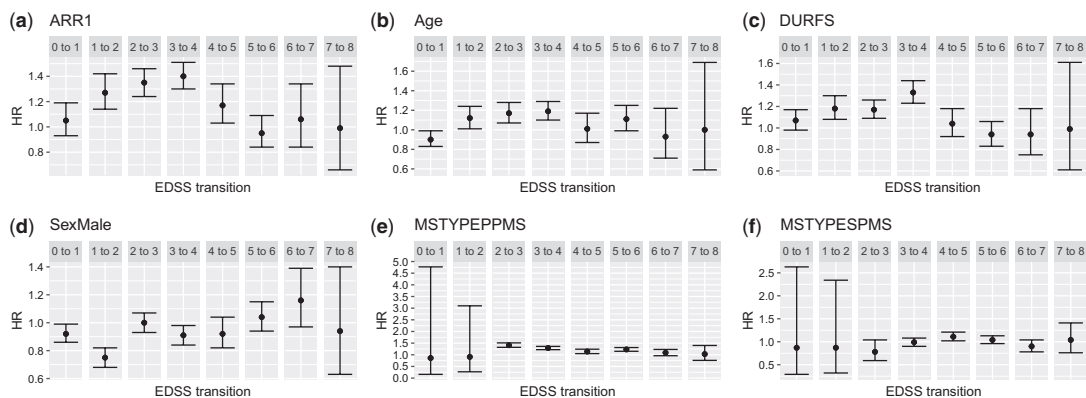 (a) ARR1
0 to 1 1 to 2 2 to 3 3 to 4 4 to 5 5 to 6 6 to 7 7 to 8
HR
1.4
1.2
1.0
0.8
EDSS transition
(b) Age
0 to 1 1 to 2 2 to 3 3 to 4 4 to 5 5 to 6 6 to 7 7 to 8
HR
1.6
1.4
1.2
1.0
0.8
0.6
EDSS transition
(c) DURFS
0 to 1 1 to 2 2 to 3 3 to 4 4 to 5 5 to 6 6 to 7 7 to 8
HR
1.6
1.4
1.2
1.0
0.8
0.6
EDSS transition
(d) SexMale
0 to 1 1 to 2 2 to 3 3 to 4 4 to 5 5 to 6 6 to 7 7 to 8
HR
1.4
1.2
1.0
0.8
0.6
EDSS transition
(e) MSTYPEPPMS
0 to 1 1 to 2 2 to 3 3 to 4 4 to 5 5 to 6 6 to 7 7 to 8
HR
5.0
4.5
4.0
3.5
3.0
2.5
2.0
1.5
1.0
0.5
0.0
EDSS transition
(f) MSTYPESPMS
0 to 1 1 to 2 2 to 3 3 to 4 4 to 5 5 to 6 6 to 7 7 to 8
HR
2.5
2.0
1.5
1.0
0.5
EDSS transition